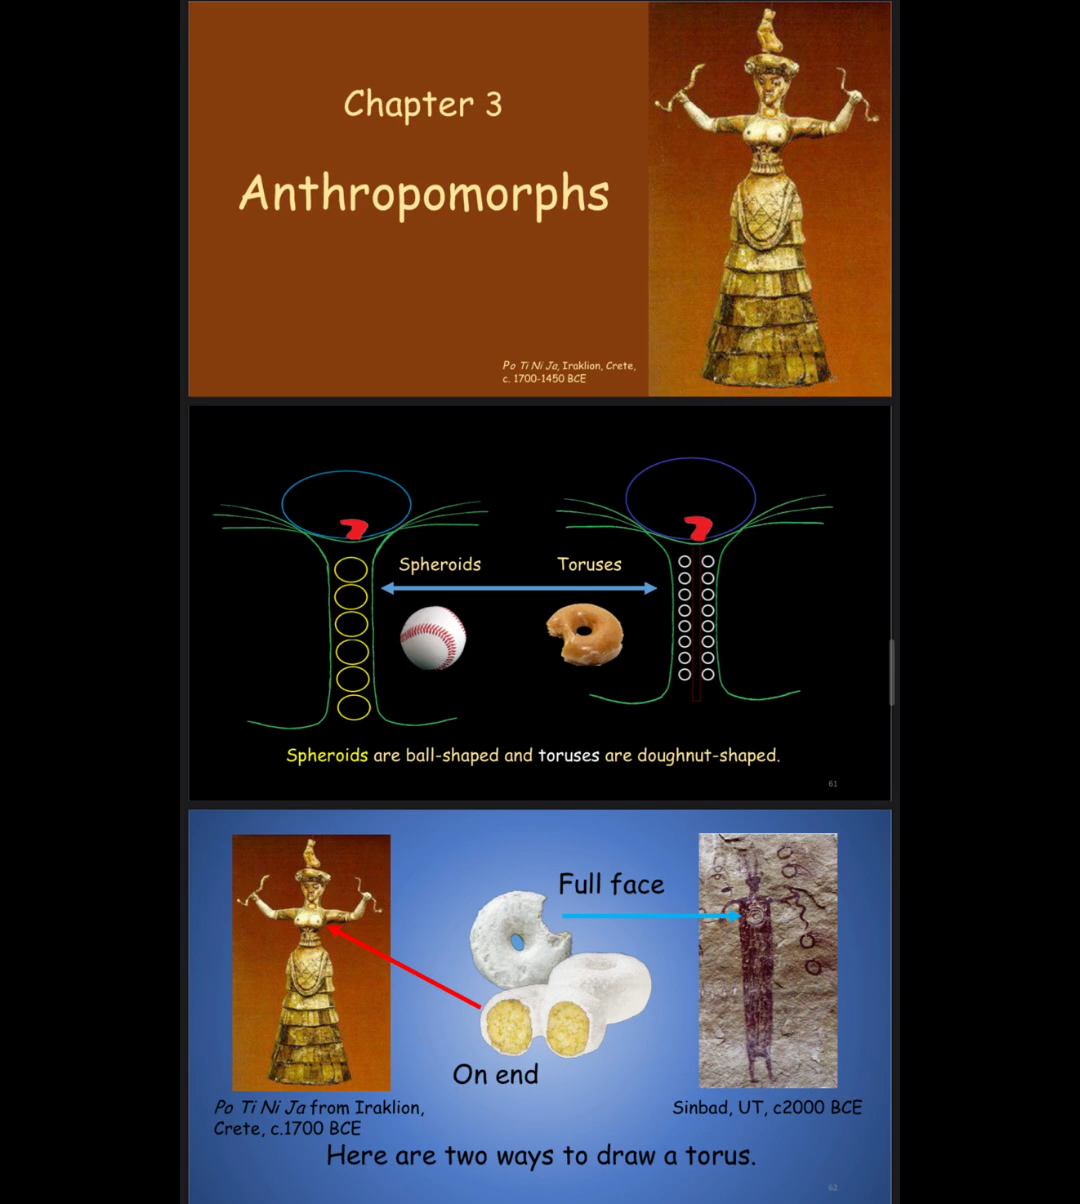 Chapter 3
Anthropomorphs
Po Ti Ni Ja, Iraklion, Crete,
c. 1700-1450 BCE
Spheroids
Toruses
Spheroids are ball-shaped and toruses are doughnut-shaped.
61
Full face
On end
Po Ti Ni Ja from Iraklion,
Crete, c.1700 BCE
Sinbad, UT, c2000 BCE
Here are two ways to draw a torus.
62